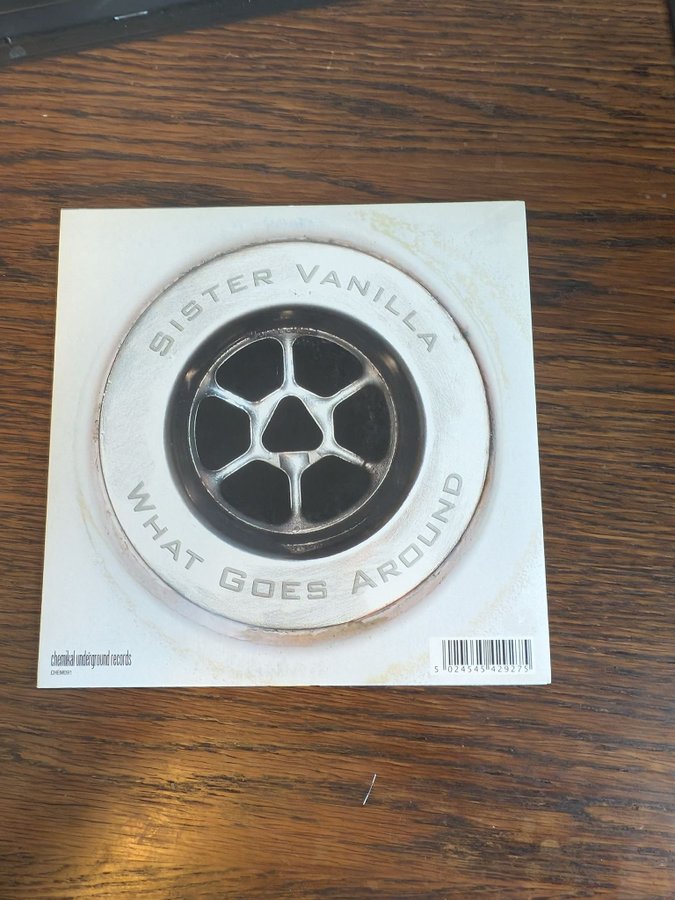 SISTER VANILLA
WHAT GOES AROUND
chemikal underground records
CHEM091
5 024545 429275